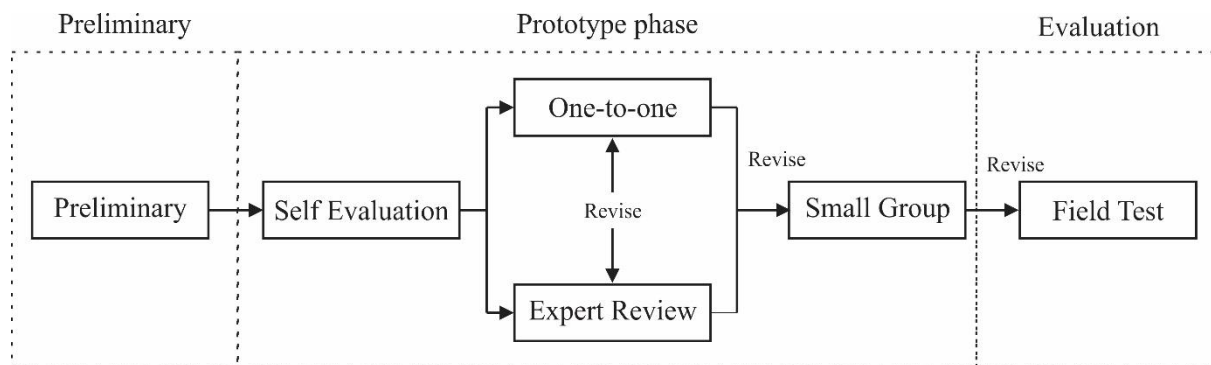 Preliminary
Prototype phase
Evaluation
One-to-one
Revise
Revise
Preliminary
Self Evaluation
Revise
Small Group
Field Test
Expert Review